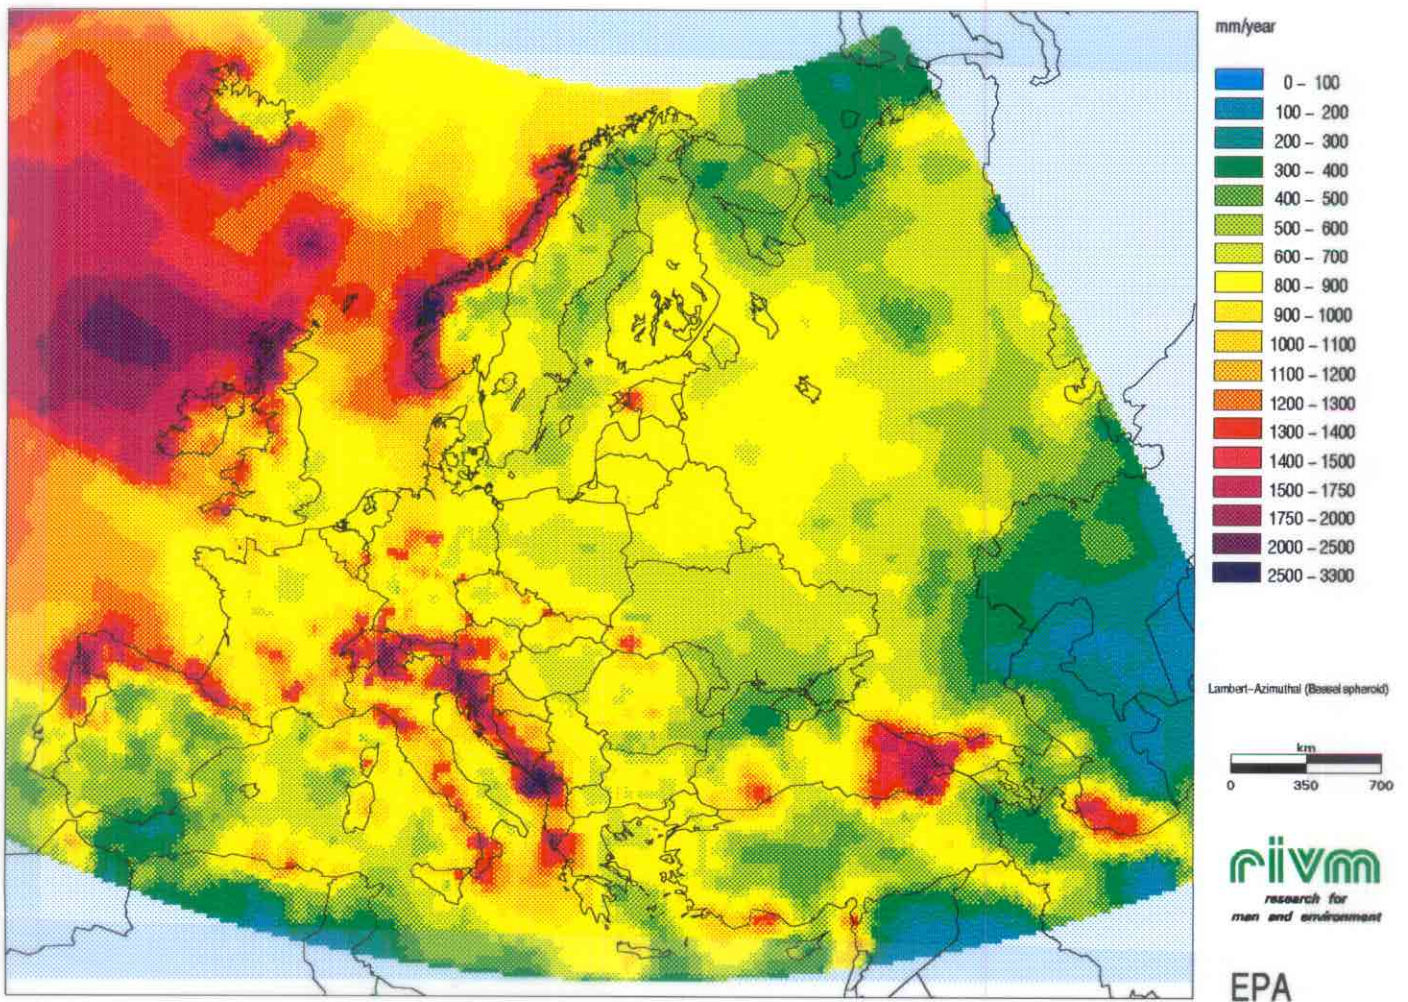 mm/year
0 – 100
100 – 200
200 – 300
300 – 400
400 – 500
500 – 600
600 – 700
800 – 900
900 – 1000
1000 – 1100
1100 – 1200
1200 – 1300
1300 – 1400
1400 – 1500
1500 – 1750
1750 – 2000
2000 – 2500
2500 – 3300
Lambert–Azimuthal (Bessel spheroid)
km
0 350 700
rivm
research for
man and environment
EPA